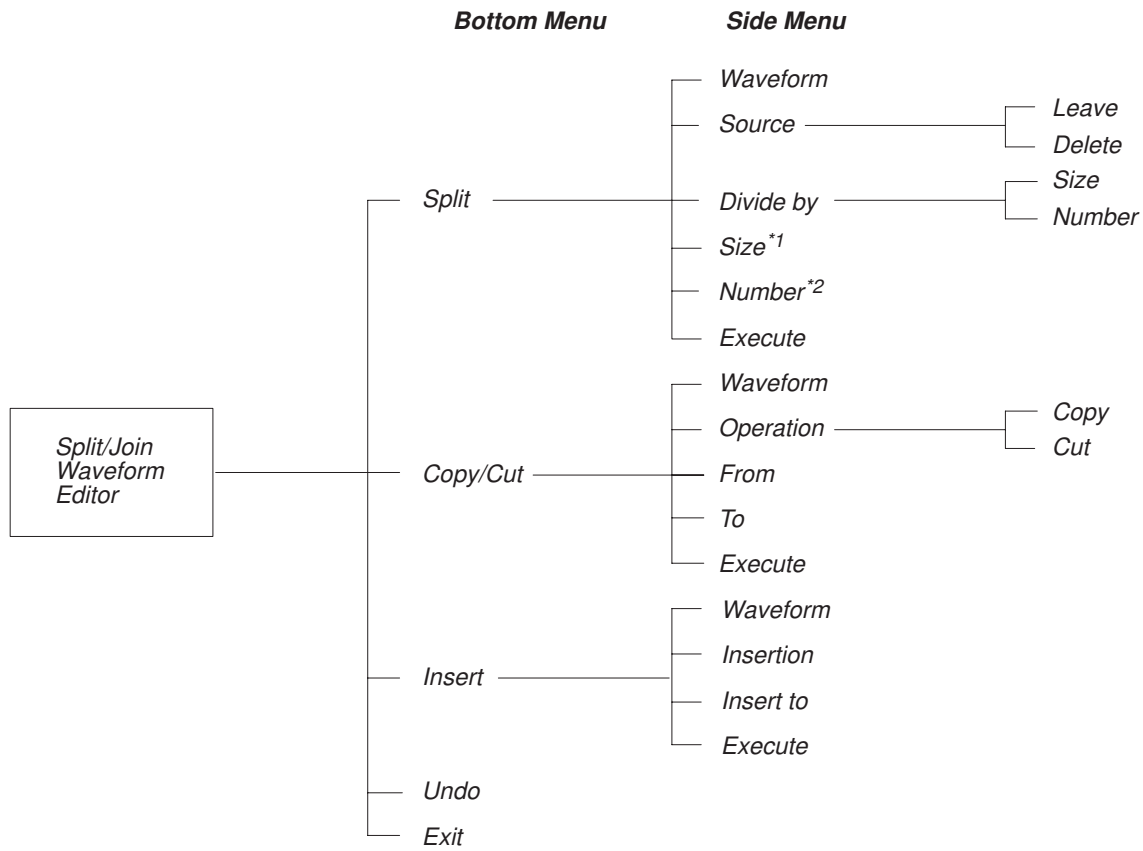 Bottom Menu
Side Menu
Split/Join
Waveform
Editor
Split
Waveform
Source
Leave
Delete
Divide by
Size
Number
Size*1
Number*2
Execute
Copy/Cut
Waveform
Operation
Copy
Cut
From
To
Execute
Insert
Waveform
Insertion
Insert to
Execute
Undo
Exit